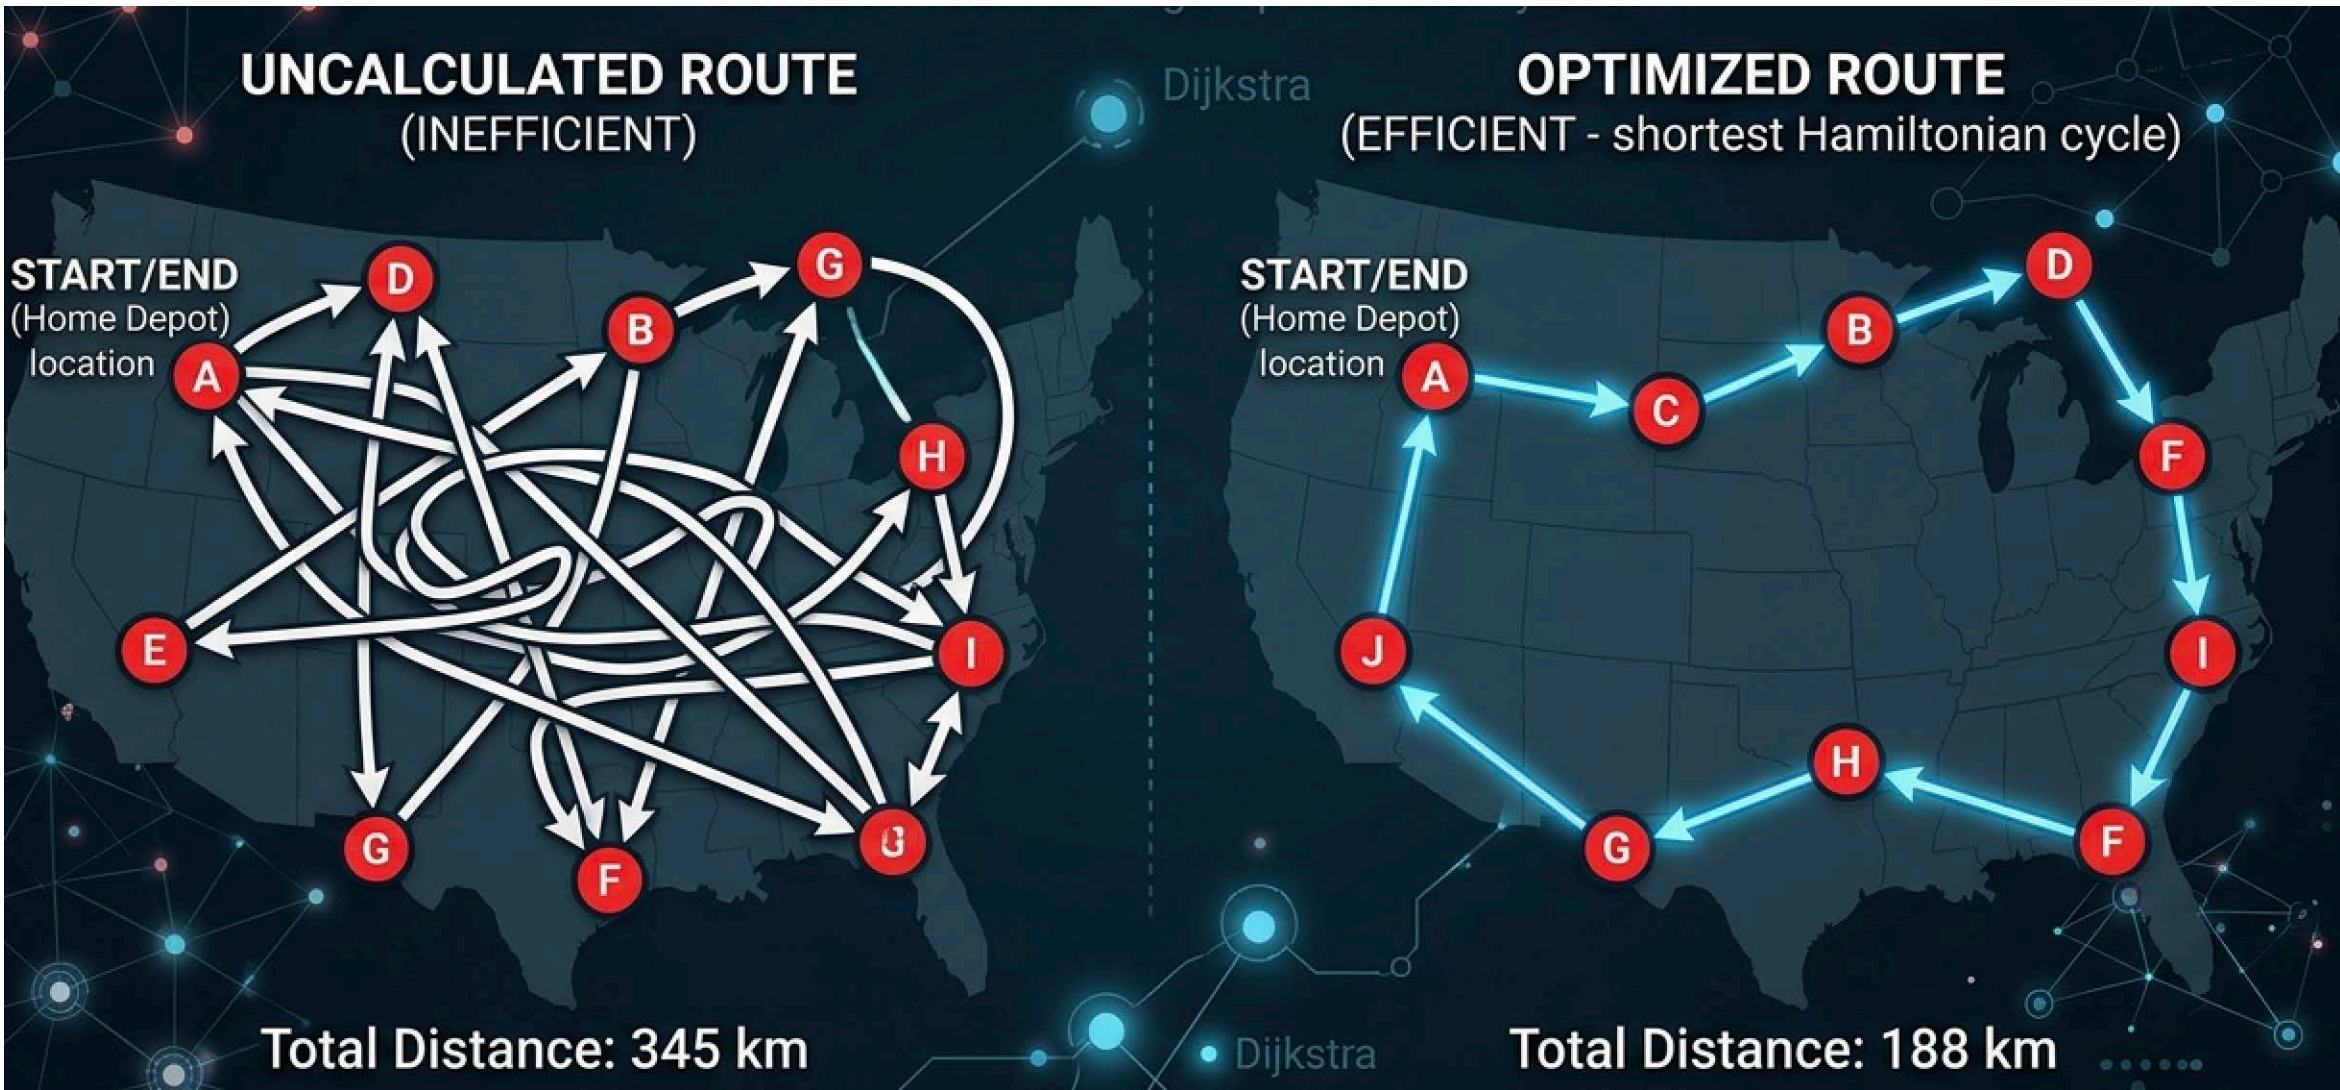 UNCALCULATED ROUTE
(INEFFICIENT)
START/END
(Home Depot)
location
A
D
B
G
H
E
I
G
F
Total Distance: 345 km
Dijkstra
Dijkstra
OPTIMIZED ROUTE
(EFFICIENT - shortest Hamiltonian cycle)
START/END
(Home Depot)
location
A
C
B
D
F
J
I
H
G
F
Total Distance: 188 km